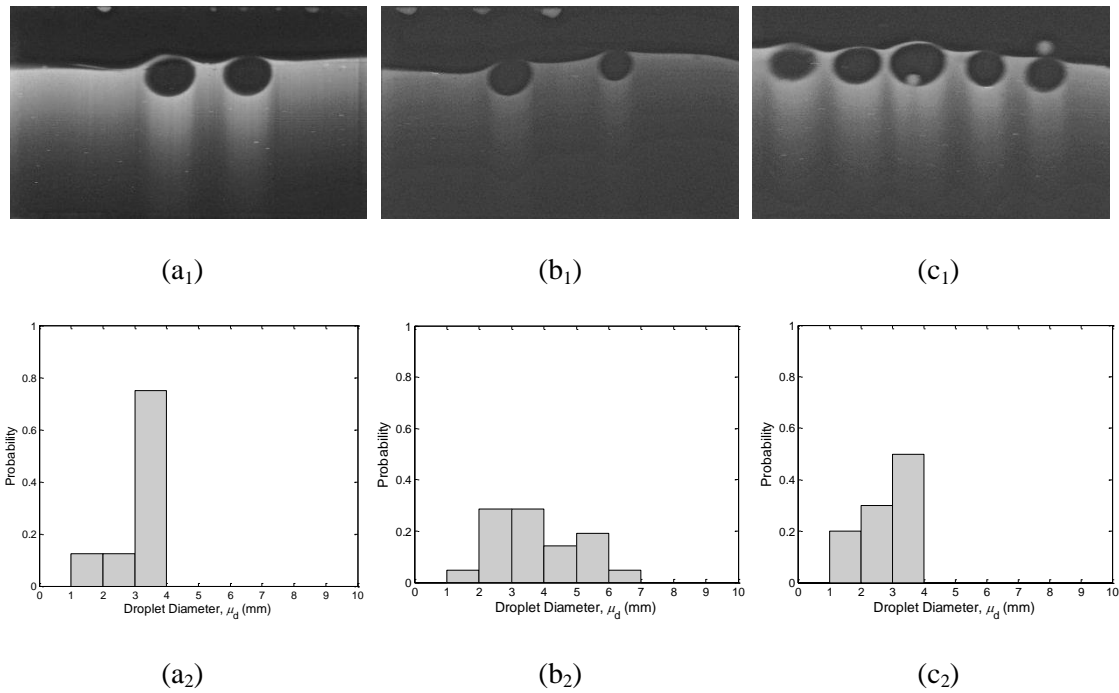 (a₁)
(b₁)
(c₁)
1
0.8
0.6
0.4
0.2
0
Probability
0 1 2 3 4 5 6 7 8 9 10
Droplet Diameter, μd (mm)
1
0.8
0.6
0.4
0.2
0
Probability
0 1 2 3 4 5 6 7 8 9 10
Droplet Diameter, μd (mm)
1
0.8
0.6
0.4
0.2
0
Probability
0 1 2 3 4 5 6 7 8 9 10
Droplet Diameter, μd (mm)
(a₂)
(b₂)
(c₂)